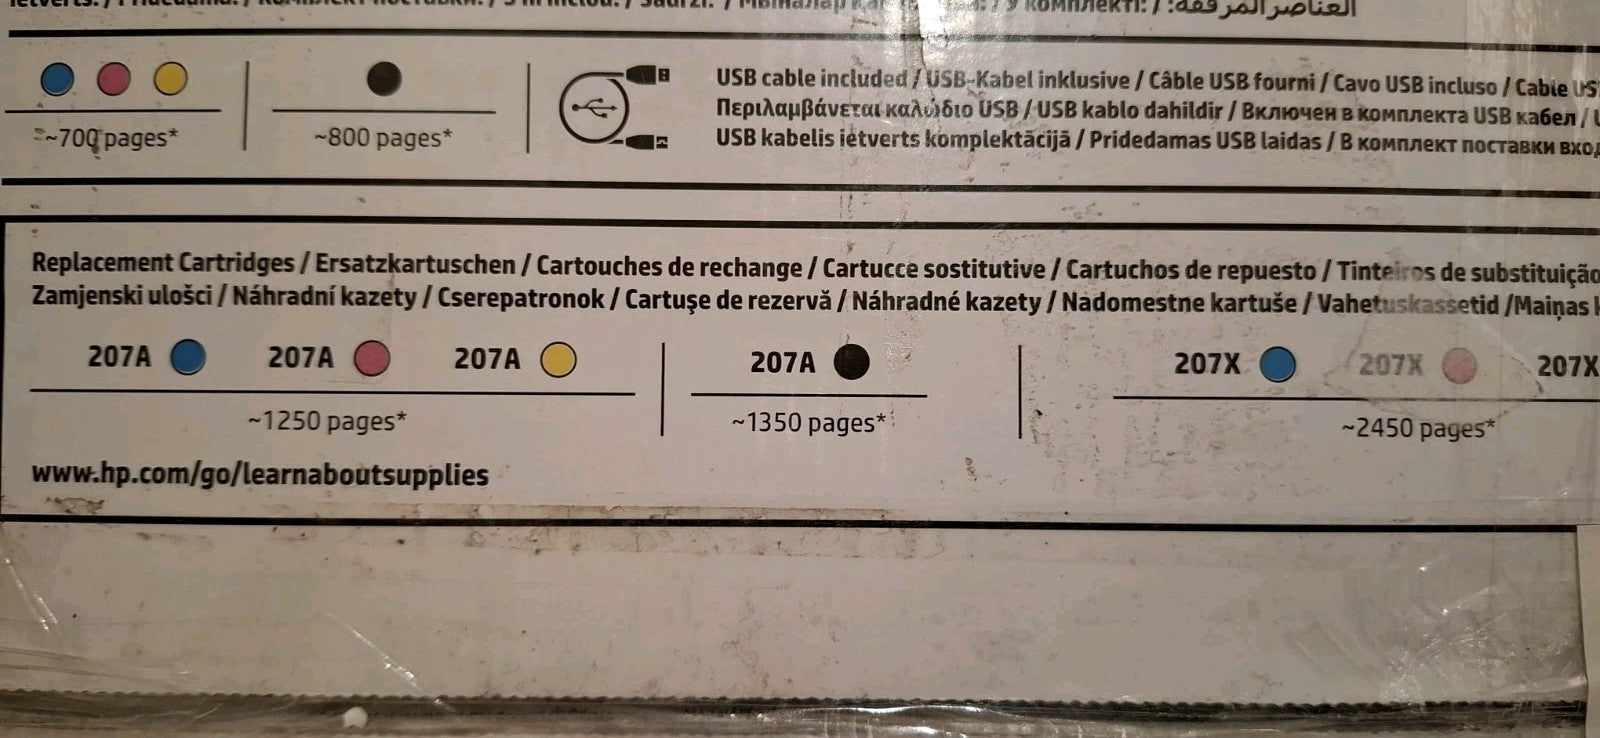 العناصر المرفقة:
~700 pages*
~800 pages*
USB cable included / USB-Kabel inklusive / Câble USB fourni / Cavo USB incluso / Cable
Περιλαμβάνεται καλώδιο USB / USB kablo dahildir / Включен в комплекта USB кабел /
USB kabelis ietverts komplektācijā / Pridedamas USB laidas / В комплект поставки
Replacement Cartridges / Ersatzkartuschen / Cartouches de rechange / Cartucce sostitutive / Cartuchos de repuesto / Tinteiros de substituição
Zamjenski ulošci / Náhradní kazety / Cserepatronok / Cartuşe de rezervă / Náhradné kazety / Nadomestne kartuše / Vahetuskassetid /Maiņas
207A 207A 207A 207A 207X 207X 207X
~1250 pages* ~1350 pages* ~2450 pages*
www.hp.com/go/learnaboutsupplies